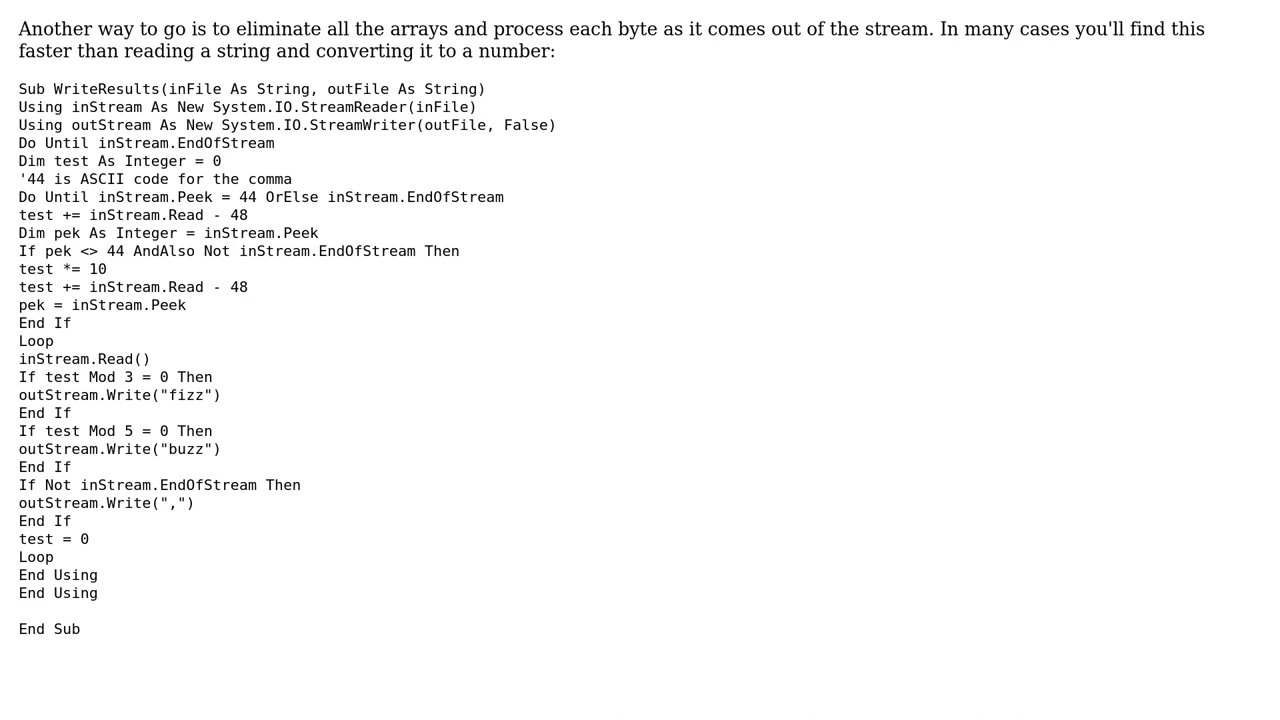 Another way to go is to eliminate all the arrays and process each byte as it comes out of the stream. In many cases you'll find this
faster than reading a string and converting it to a number:
Sub WriteResults(inFile As String, outFile As String)
Using inStream As New System.IO.StreamReader(inFile)
Using outStream As New System.IO.StreamWriter(outFile, False)
Do Until inStream.EndOfStream
Dim test As Integer = 0
'44 is ASCII code for the comma
Do Until inStream.Peek = 44 OrElse inStream.EndOfStream
test += inStream.Read - 48
Dim pek As Integer = inStream.Peek
If pek <> 44 AndAlso Not inStream.EndOfStream Then
test *= 10
test += inStream.Read - 48
pek = inStream.Peek
End If
Loop
inStream.Read()
If test Mod 3 = 0 Then
outStream.Write("fizz")
End If
If test Mod 5 = 0 Then
outStream.Write("buzz")
End If
If Not inStream.EndOfStream Then
outStream.Write(",")
End If
test = 0
Loop
End Using
End Using
End Sub